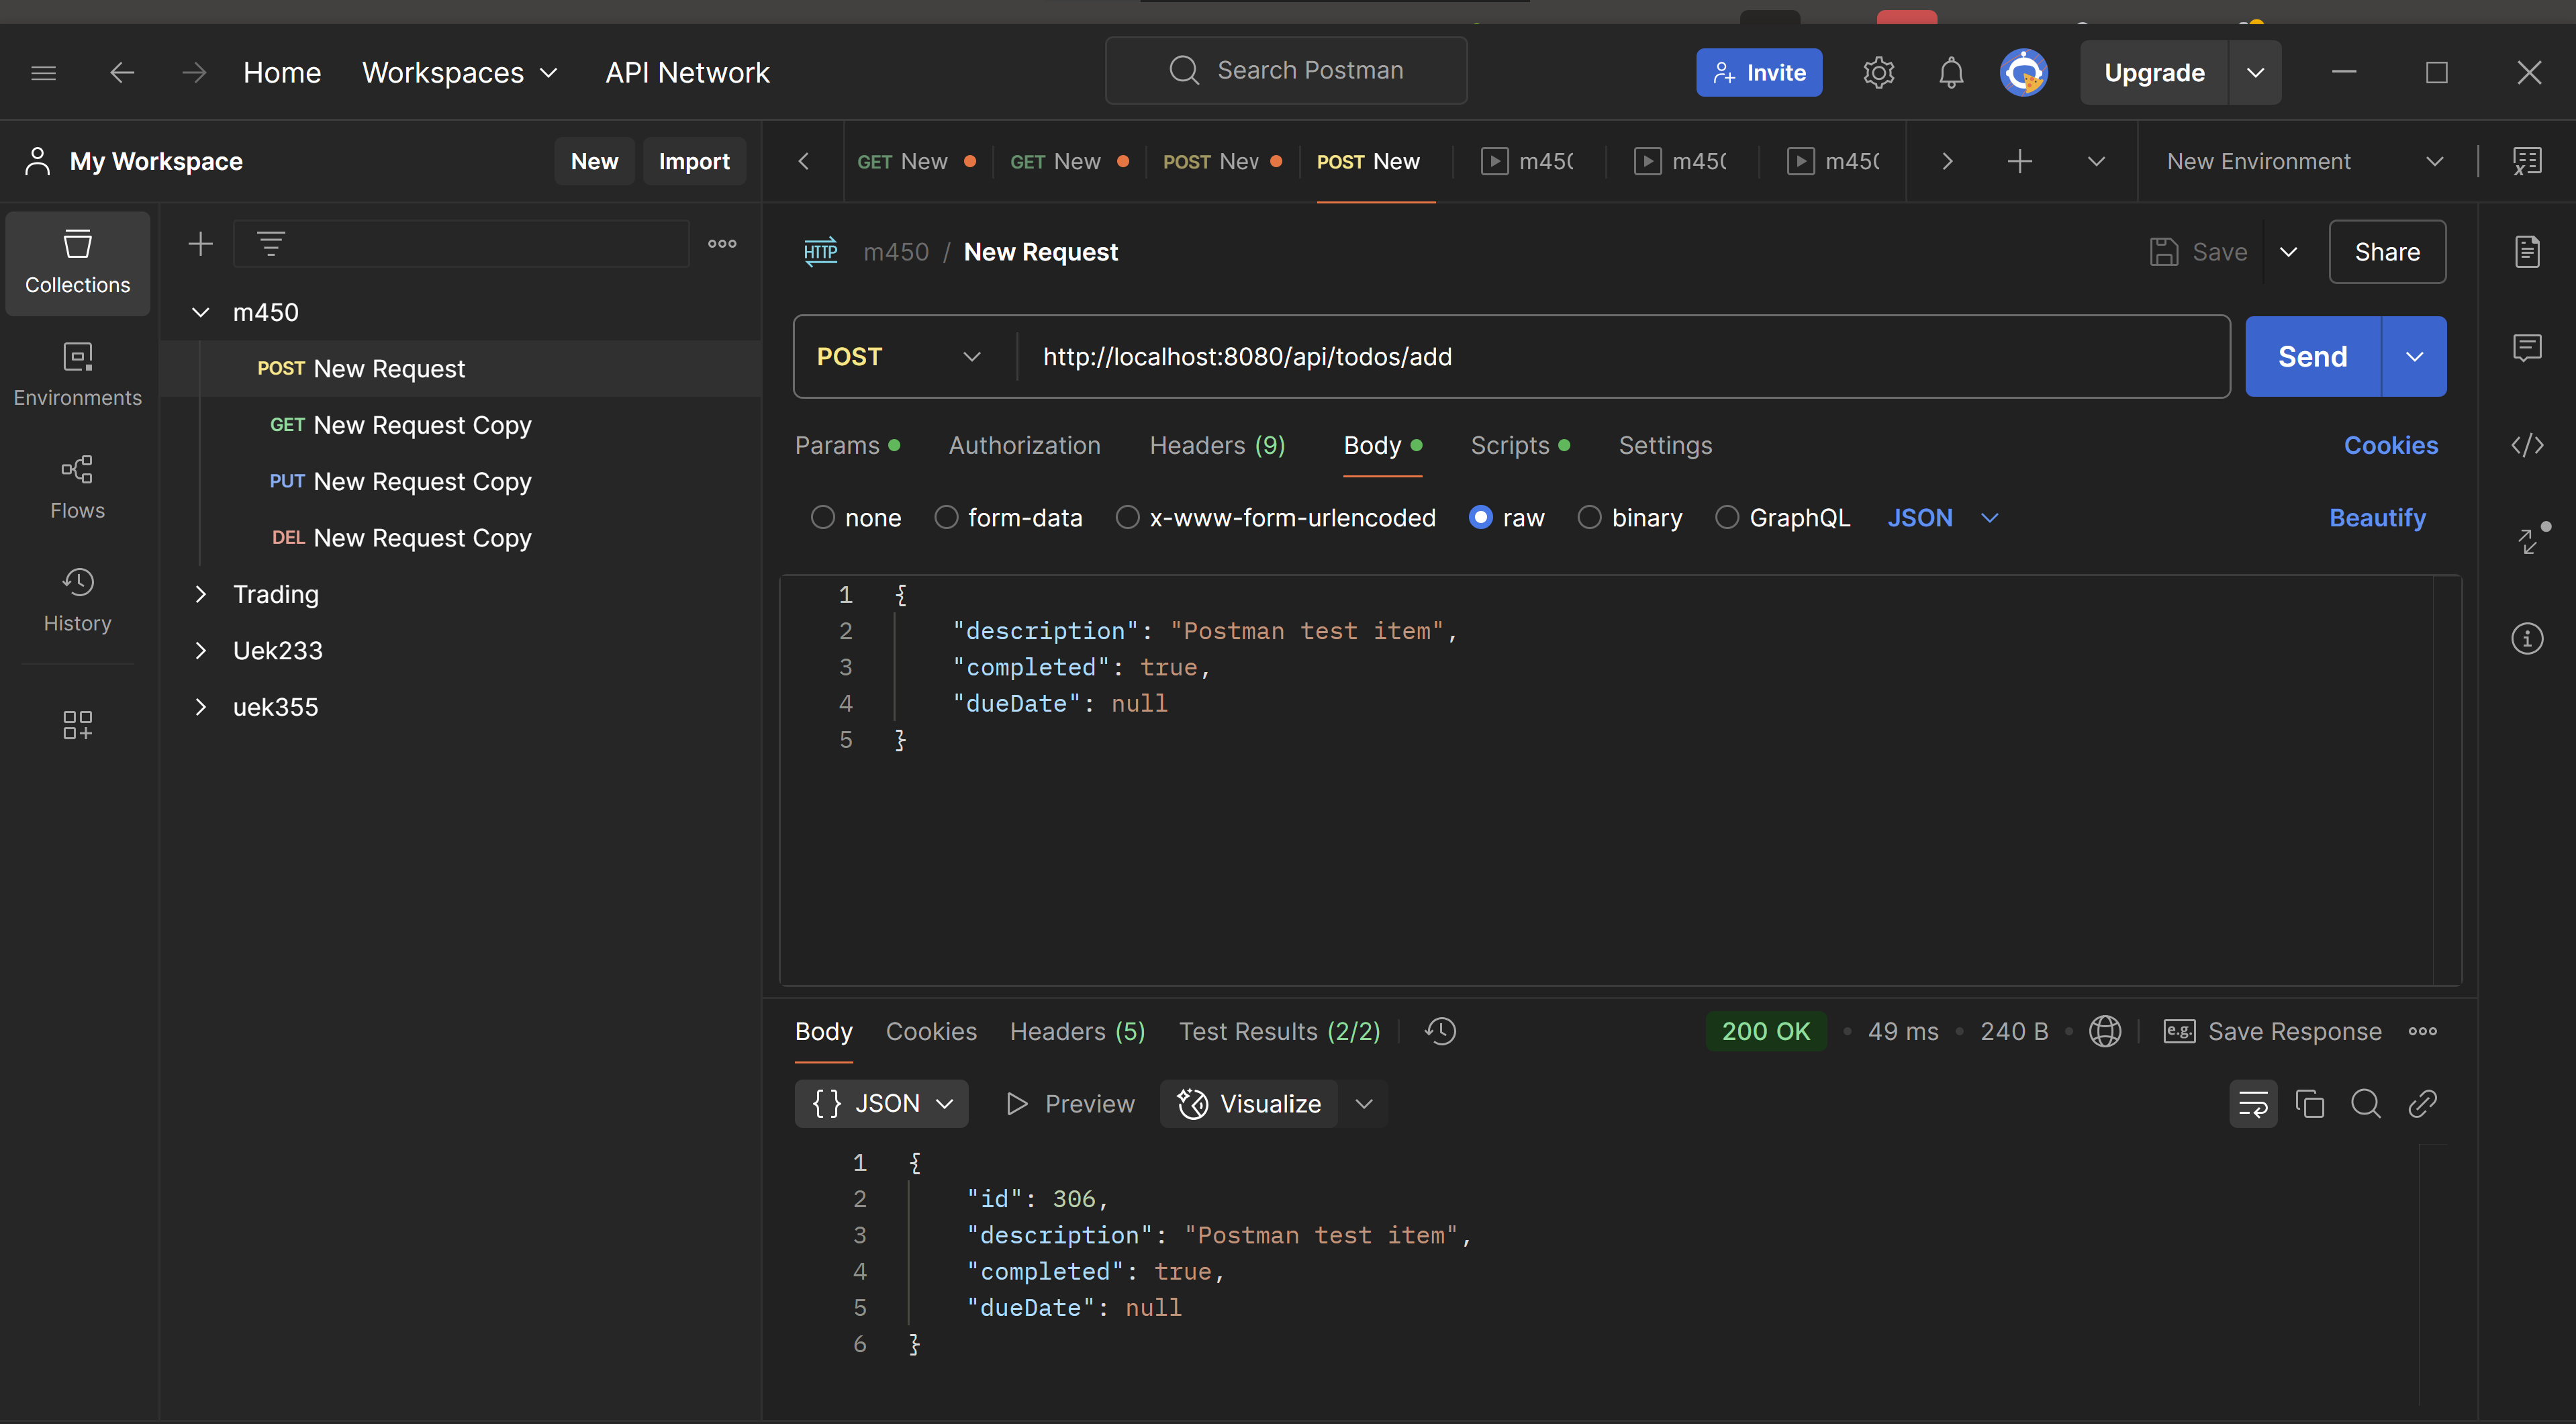 Home
Workspaces
API Network
Search Postman
Invite
Upgrade
My Workspace
New
Import
GET New
GET New
POST New
POST New
m450
m450
m450
New Environment
Collections
Environments
Flows
History
m450
POST New Request
GET New Request Copy
PUT New Request Copy
DEL New Request Copy
Trading
Uek233
uek355
HTTP
m450 / New Request
Save
Share
POST
http://localhost:8080/api/todos/add
Send
Params
Authorization
Headers (9)
Body
Scripts
Settings
Cookies
none
form-data
x-www-form-urlencoded
raw
binary
GraphQL
JSON
Beautify
1 {
2 "description": "Postman test item",
3 "completed": true,
4 "dueDate": null
5 }
Body
Cookies
Headers (5)
Test Results (2/2)
200 OK
49 ms
240 B
e.g.
Save Response
{} JSON
Preview
Visualize
1 {
2 "id": 306,
3 "description": "Postman test item",
4 "completed": true,
5 "dueDate": null
6 }